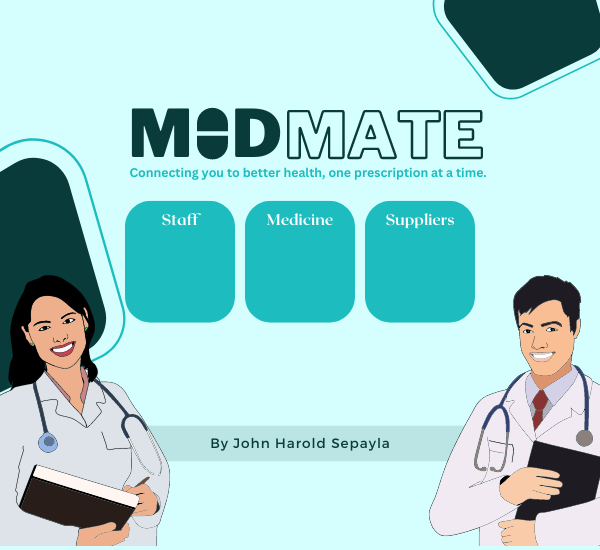 MEDMATE
Connecting you to better health, one prescription at a time.
Staff Medicine Suppliers
By John Harold Sepayla